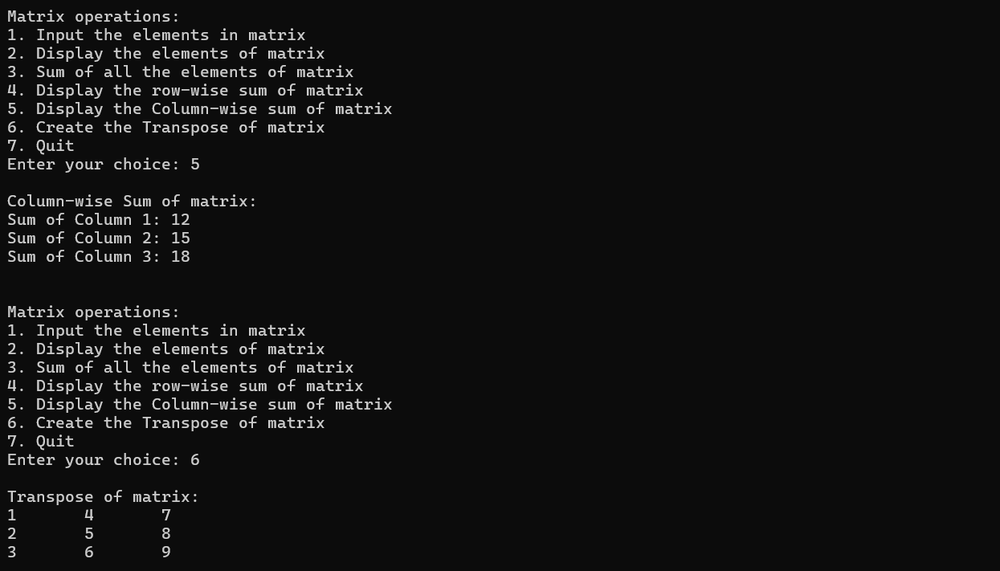 Matrix operations:
1. Input the elements in matrix
2. Display the elements of matrix
3. Sum of all the elements of matrix
4. Display the row-wise sum of matrix
5. Display the Column-wise sum of matrix
6. Create the Transpose of matrix
7. Quit
Enter your choice: 5
Column-wise Sum of matrix:
Sum of Column 1: 12
Sum of Column 2: 15
Sum of Column 3: 18
Matrix operations:
1. Input the elements in matrix
2. Display the elements of matrix
3. Sum of all the elements of matrix
4. Display the row-wise sum of matrix
5. Display the Column-wise sum of matrix
6. Create the Transpose of matrix
7. Quit
Enter your choice: 6
Transpose of matrix:
1 4 7
2 5 8
3 6 9